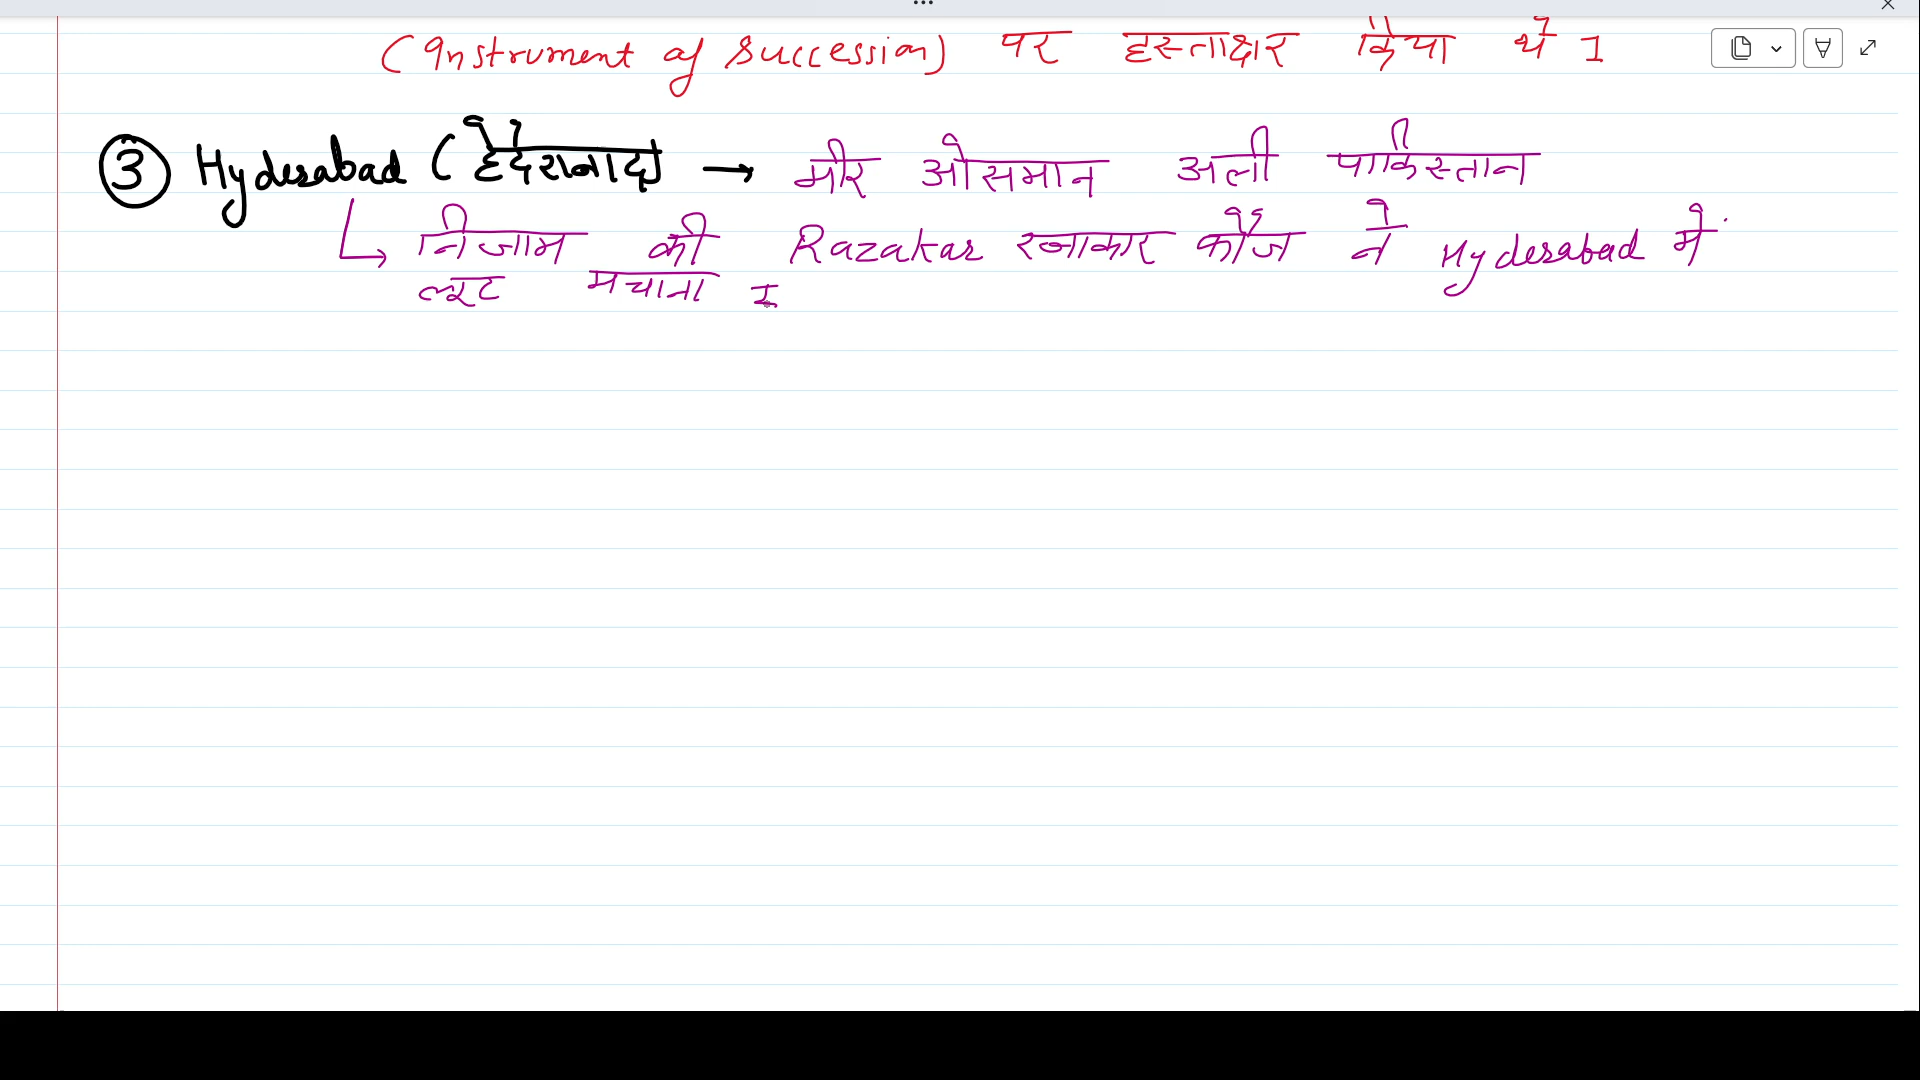 (Instrument of Succession) पर हस्ताक्षर किया थे ।
③ Hyderabad (हैदराबाद) → मीर ओसमान अली पाकिस्तान
↳ निजाम की Razakar रजाकार फौज ने Hyderabad में
लूट मचाना